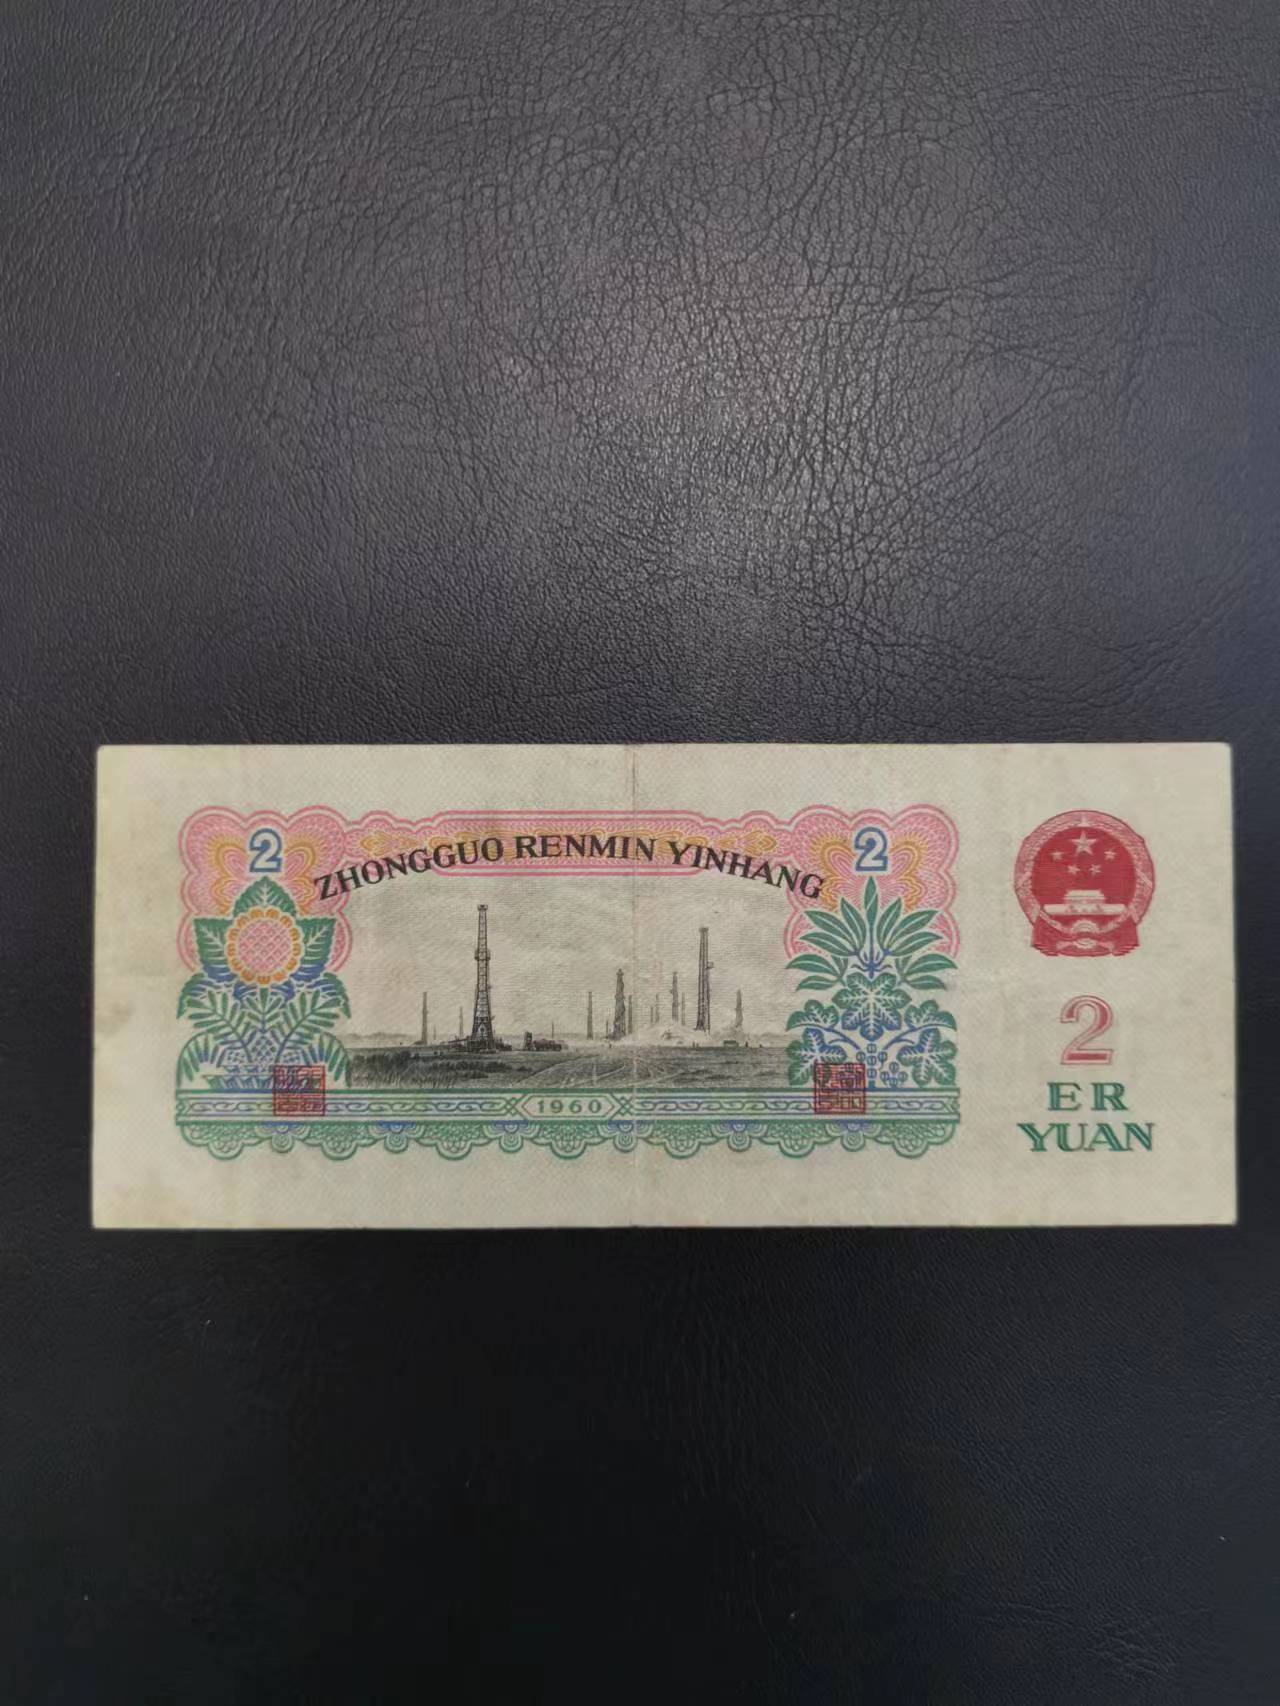 2
2
ZHONGGUO RENMIN YINHANG
1960
2
ER
YUAN